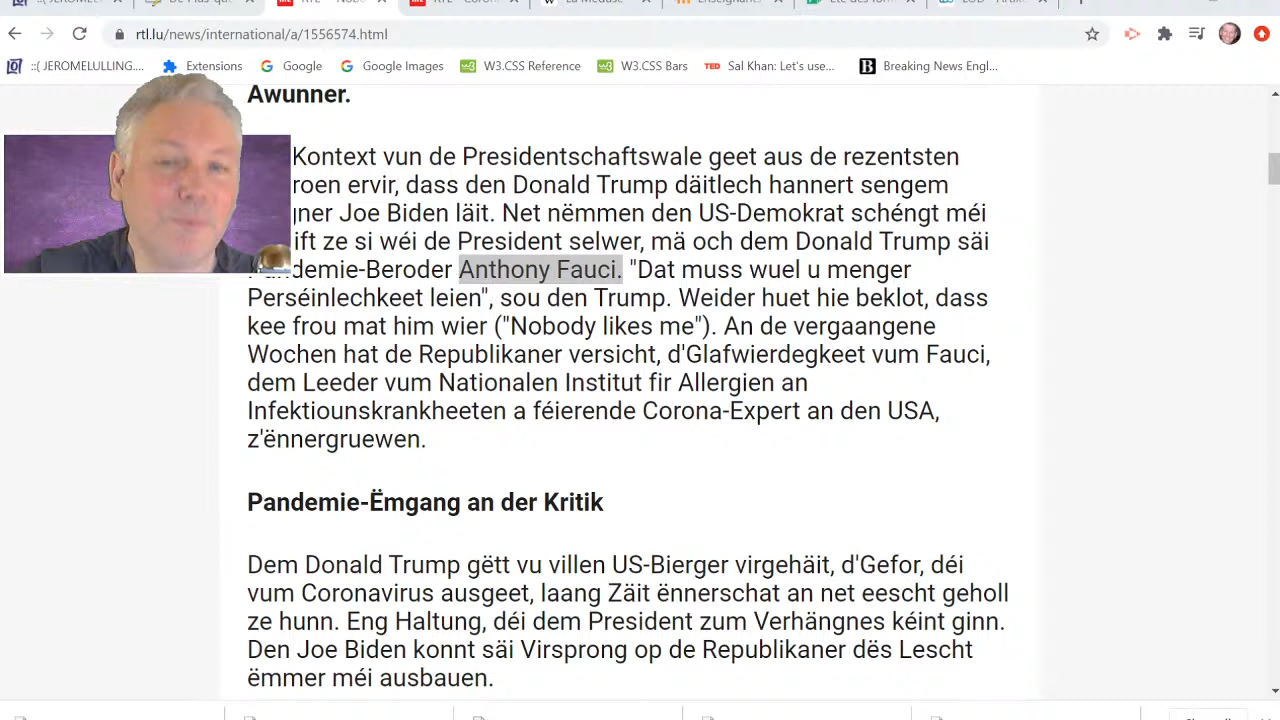 ::( JEROMELULLING
rtl.lu/news/international/a/1556574.html
::( JEROMELULLING.... Extensions Google Google Images W3.CSS Reference W3.CSS Bars TED Sal Khan: Let's use... B Breaking News Engl...
Awunner.
Kontext vun de Presidentschaftswale geet aus de rezentsten
roen ervir, dass den Donald Trump däitlech hannert sengem
gner Joe Biden läit. Net nëmmen den US-Demokrat schéngt méi
ift ze si wéi de President selwer, mä och dem Donald Trump säi
demie-Beroder Anthony Fauci. "Dat muss wuel u menger
Perséinlechkeet leien", sou den Trump. Weider huet hie beklot, dass
kee frou mat him wier ("Nobody likes me"). An de vergaangene
Wochen hat de Republikaner versicht, d'Glafwierdegkeet vum Fauci,
dem Leeder vum Nationalen Institut fir Allergien an
Infektiounskrankheeten a féierende Corona-Expert an den USA,
z'ënnergruewen.
Pandemie-Ëmgang an der Kritik
Dem Donald Trump gëtt vu villen US-Bierger virgehäit, d'Gefor, déi
vum Coronavirus ausgeet, laang Zäit ënnerschat an net eescht geholl
ze hunn. Eng Haltung, déi dem President zum Verhängnes kéint ginn.
Den Joe Biden konnt säi Virsprong op de Republikaner dës Lescht
ëmmer méi ausbauen.